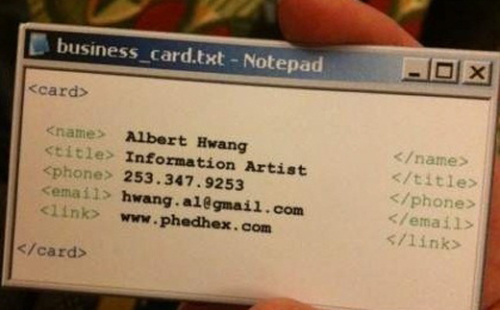 business_card.txt - Notepad
<card>
<name> Albert Hwang </name>
<title> Information Artist </title>
<phone> 253.347.9253 </phone>
<email> hwang.al@gmail.com </email>
<link> www.phedhex.com </link>
</card>